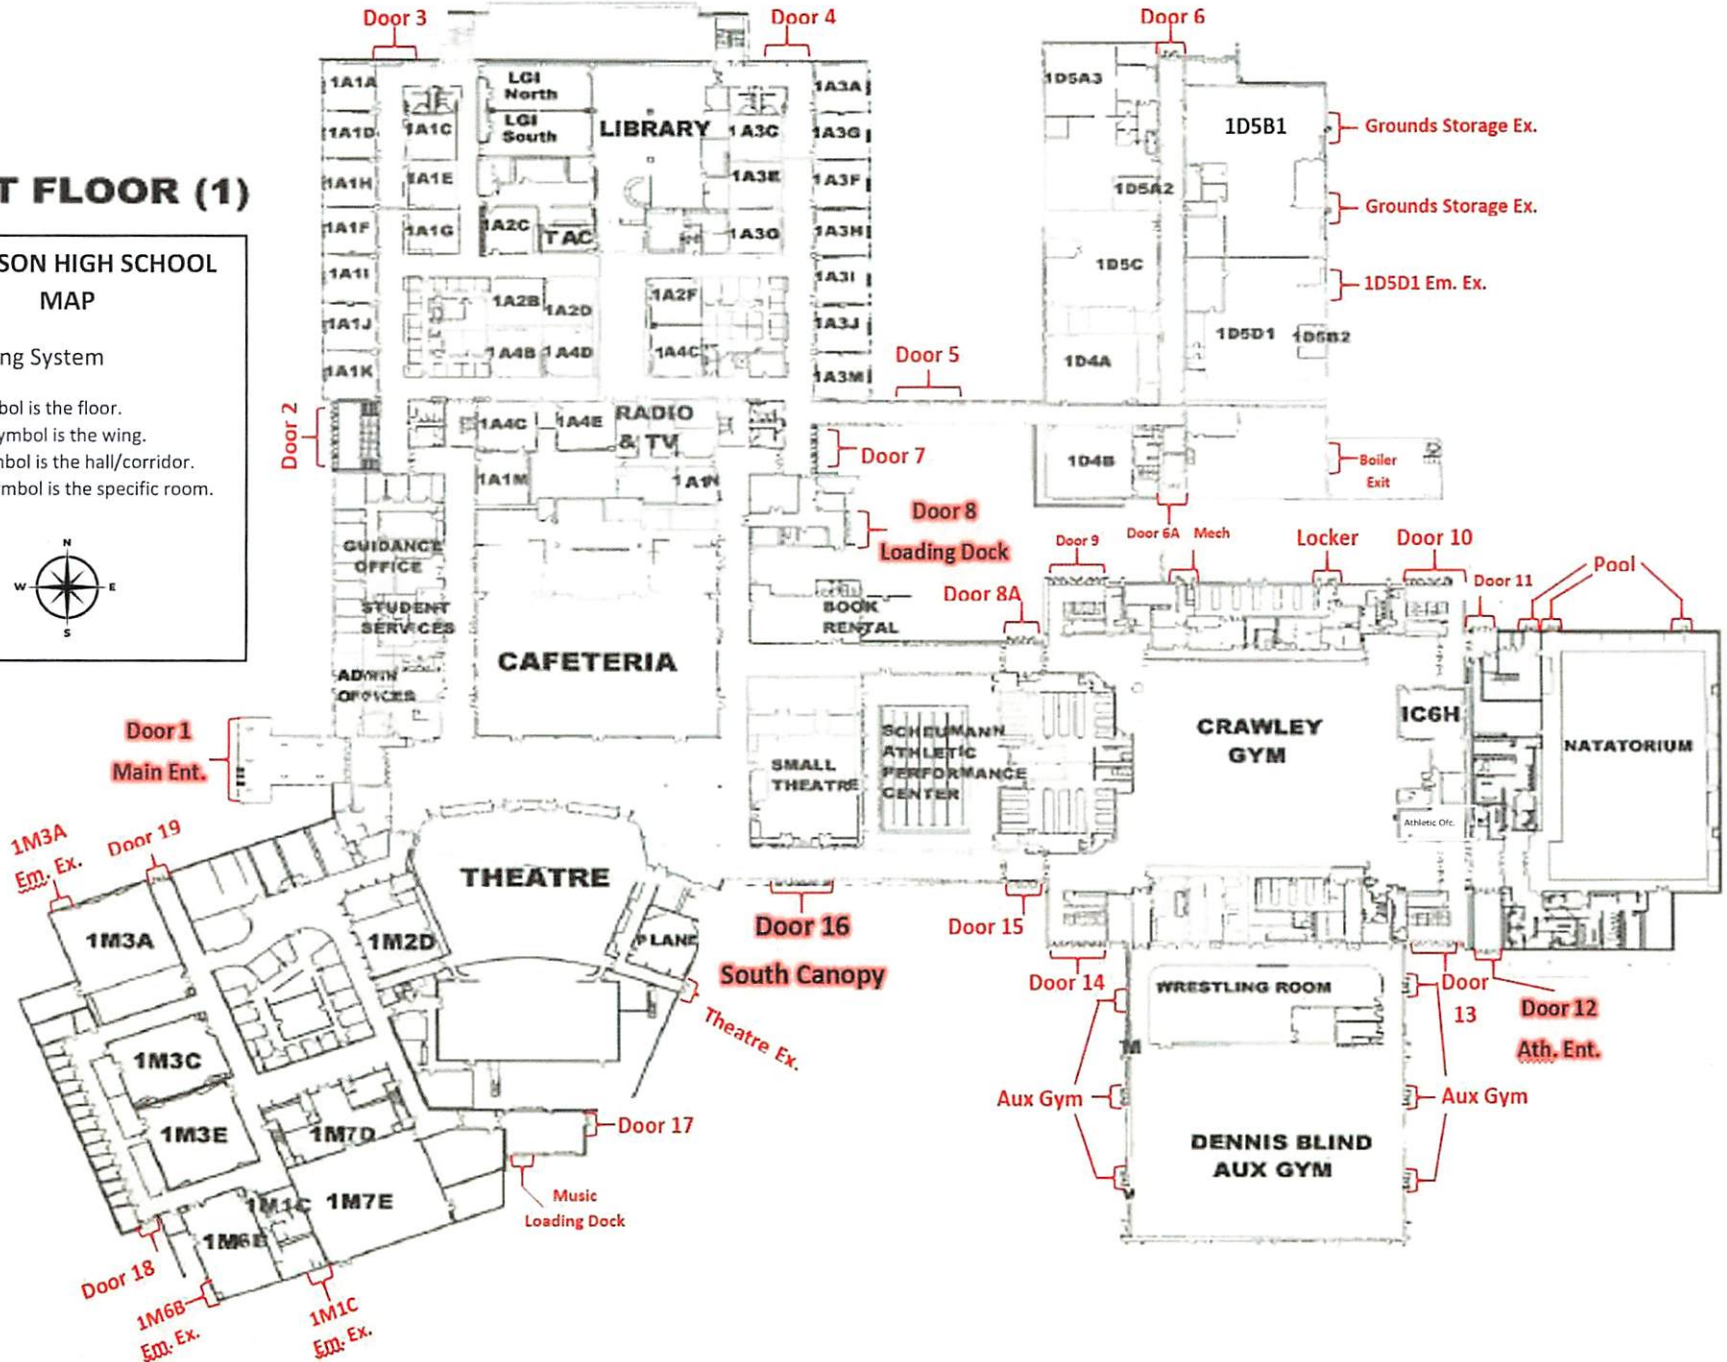 T FLOOR (1)
SON HIGH SCHOOL
MAP
ng System
bol is the floor.
ymbol is the wing.
nbol is the hall/corridor.
mbol is the specific room.
N
W
E
S
Door 3
Door 4
Door 6
1A1A
LGI
North
1A3A
1D5A3
1A1D
1A1C
LGI
South
LIBRARY
1A3C
1A3G
1D5B1
Grounds Storage Ex.
1A1H
1A1E
1A3E
1A3F
1D5A2
Grounds Storage Ex.
1A1F
1A1G
1A2C
TAC
1A3G
1A3H
1A1I
1A3I
1D5C
1D5D1 Em. Ex.
1A2B
1A2D
1A2F
1A1J
1A3J
1D5D1
1D5B2
1A4B
1A4D
1A4C
1A1K
1A3M
1D4A
Door 5
Door 2
1A4C
1A4E
RADIO
& TV
Door 7
1D4B
Boiler
Exit
1A1M
1A1N
Door 8
Loading Dock
Door 6A
Mech
Door 9
Locker
Door 10
Door 11
Pool
GUIDANCE
OFFICE
STUDENT
SERVICES
BOOK
RENTAL
Door 8A
CAFETERIA
ADMIN
OFFICES
Door 1
Main Ent.
SMALL
THEATRE
SCHEUMANN
ATHLETIC
PERFORMANCE
CENTER
CRAWLEY
GYM
IC6H
NATATORIUM
Athletic Ofc.
1M3A
Em. Ex.
Door 19
THEATRE
1M3A
1M2D
PLANE
Door 16
South Canopy
Door 15
Door 14
WRESTLING ROOM
Door
13
Door 12
Ath. Ent.
Theatre Ex.
1M3C
Aux Gym
Aux Gym
1M3E
1M7D
Door 17
DENNIS BLIND
AUX GYM
1M1C
1M7E
Music
Loading Dock
1M6B
Door 18
1M6B
Em. Ex.
1M1C
Em. Ex.